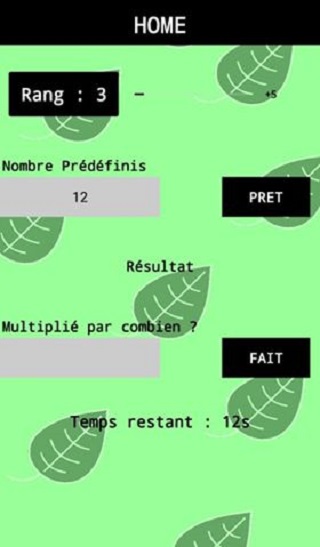 HOME
Rang : 3
+5
Nombre Prédéfinis
12
PRET
Résultat
Multiplié par combien ?
FAIT
Temps restant : 12s